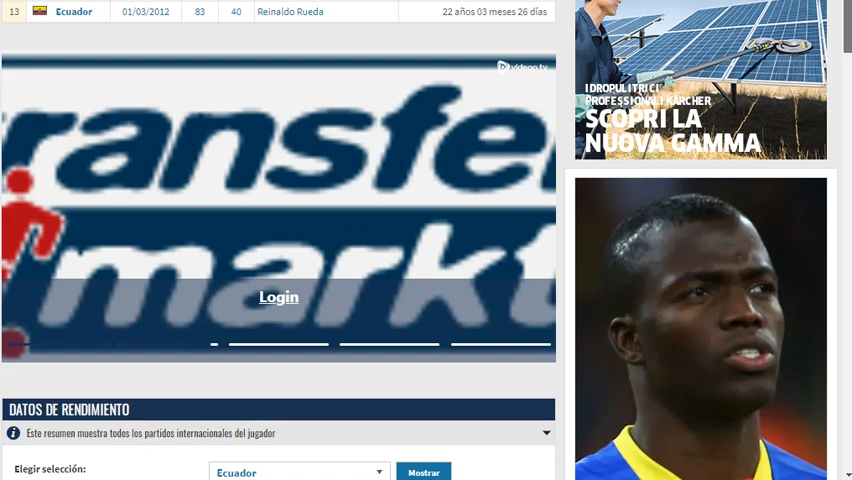 13 Ecuador 01/03/2012 83 40 Reinaldo Rueda 22 años 03 meses 26 días
videoo.tv
ransfe
markt
Login
IDROPULITRICI
PROFESSIONALI KÄRCHER
SCOPRI LA
NUOVA GAMMA
DATOS DE RENDIMIENTO
Este resumen muestra todos los partidos internacionales del jugador
Elegir selección:
Ecuador
Mostrar